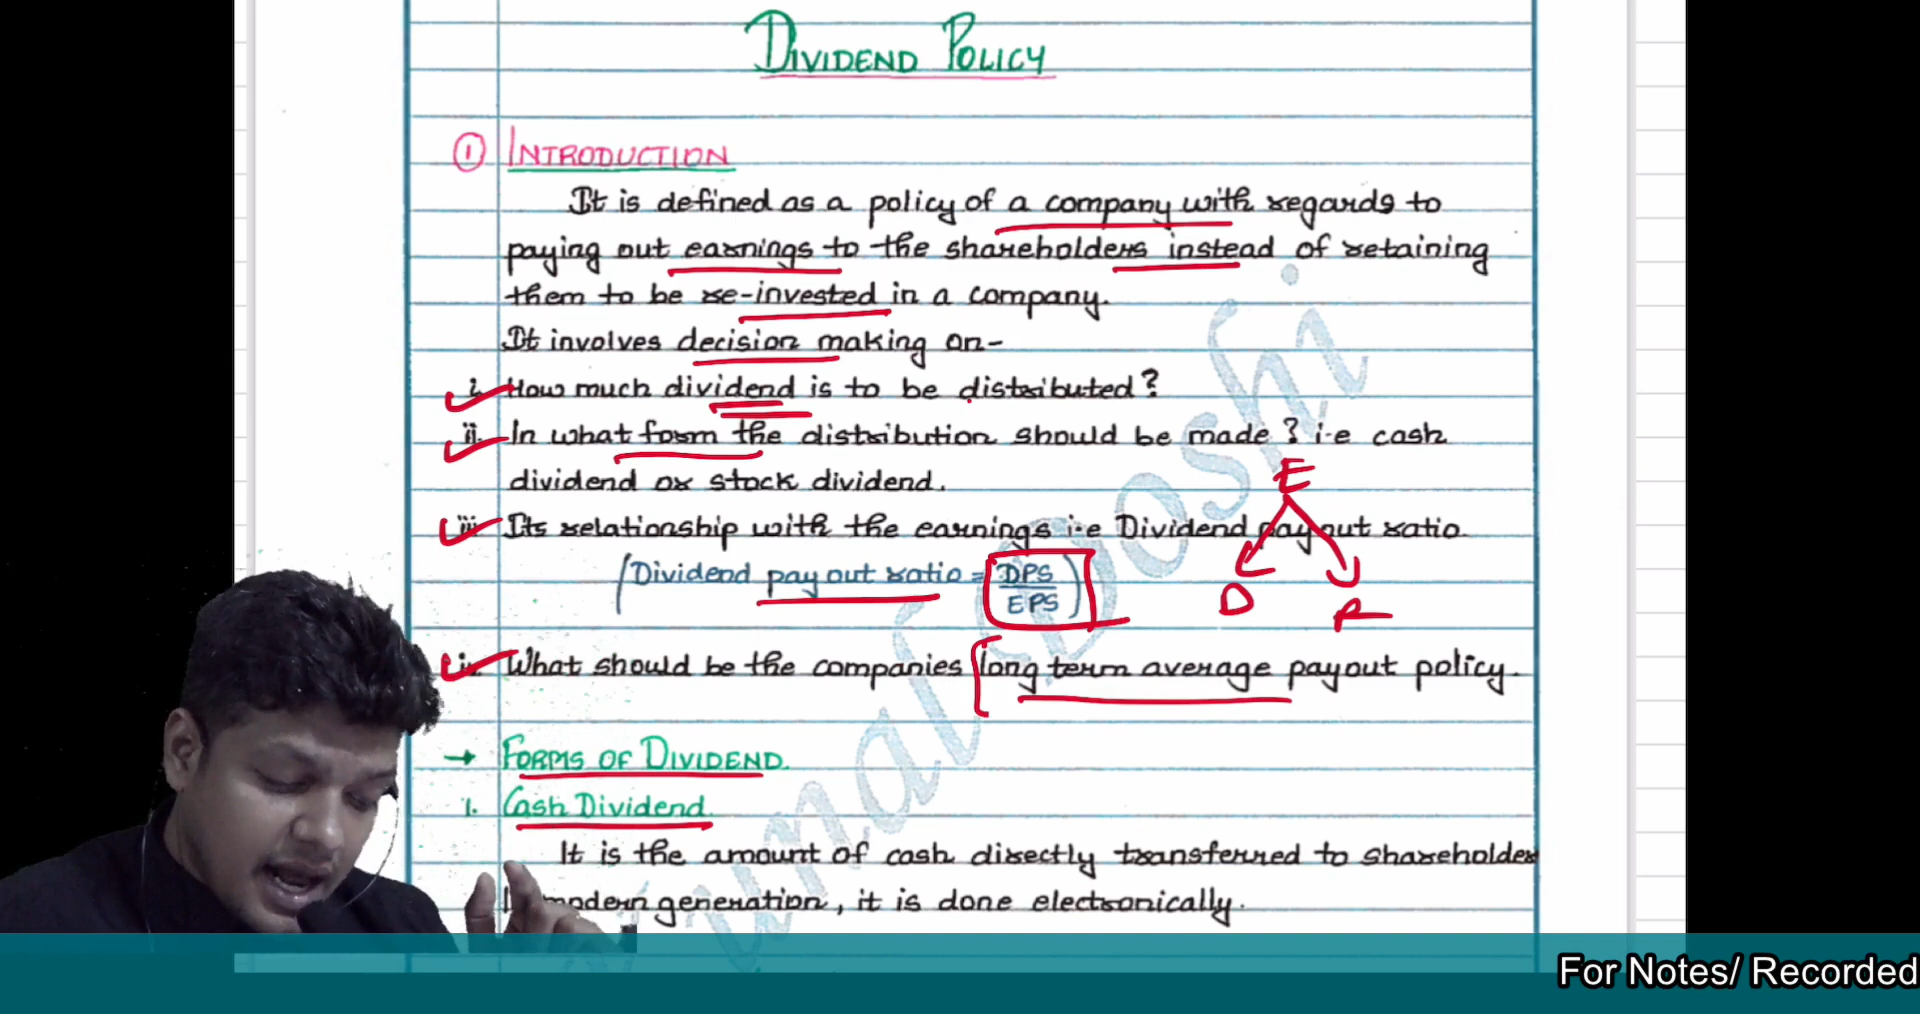 DIVIDEND POLICY
① INTRODUCTION
It is defined as a policy of a company with regards to
paying out earnings to the shareholders instead of retaining
them to be re-invested in a company.
It involves decision making on-
i. How much dividend is to be distributed?
ii. In what form the distribution should be made? i.e cash
dividend or stock dividend.
E
iii. Its relationship with the earnings i.e Dividend pay out ratio.
(Dividend pay out ratio = DPS
EPS)
D R
What should be the companies long term average payout policy.
→ FORMS OF DIVIDEND.
i. Cash Dividend.
It is the amount of cash directly transferred to shareholder
modern generation, it is done electronically.
For Notes/ Recorded